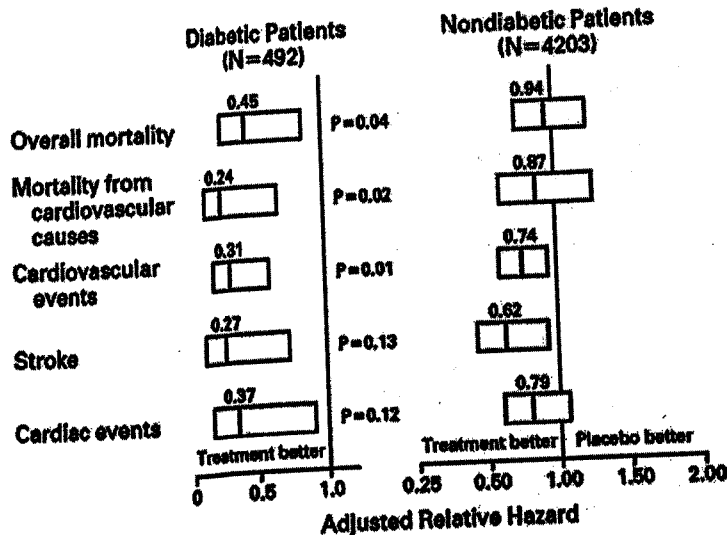 Diabetic Patients
(N=492)
Nondiabetic Patients
(N=4203)
Overall mortality
0.45
P=0.04
0.94
Mortality from
cardiovascular
causes
0.24
P=0.02
0.87
Cardiovascular
events
0.31
P=0.01
0.74
Stroke
0.27
P=0.13
0.62
Cardiac events
0.37
P=0.12
0.79
Treatment better
Treatment better
Placebo better
0 0.5 1.0
0.25 0.50 1.00 1.50 2.00
Adjusted Relative Hazard